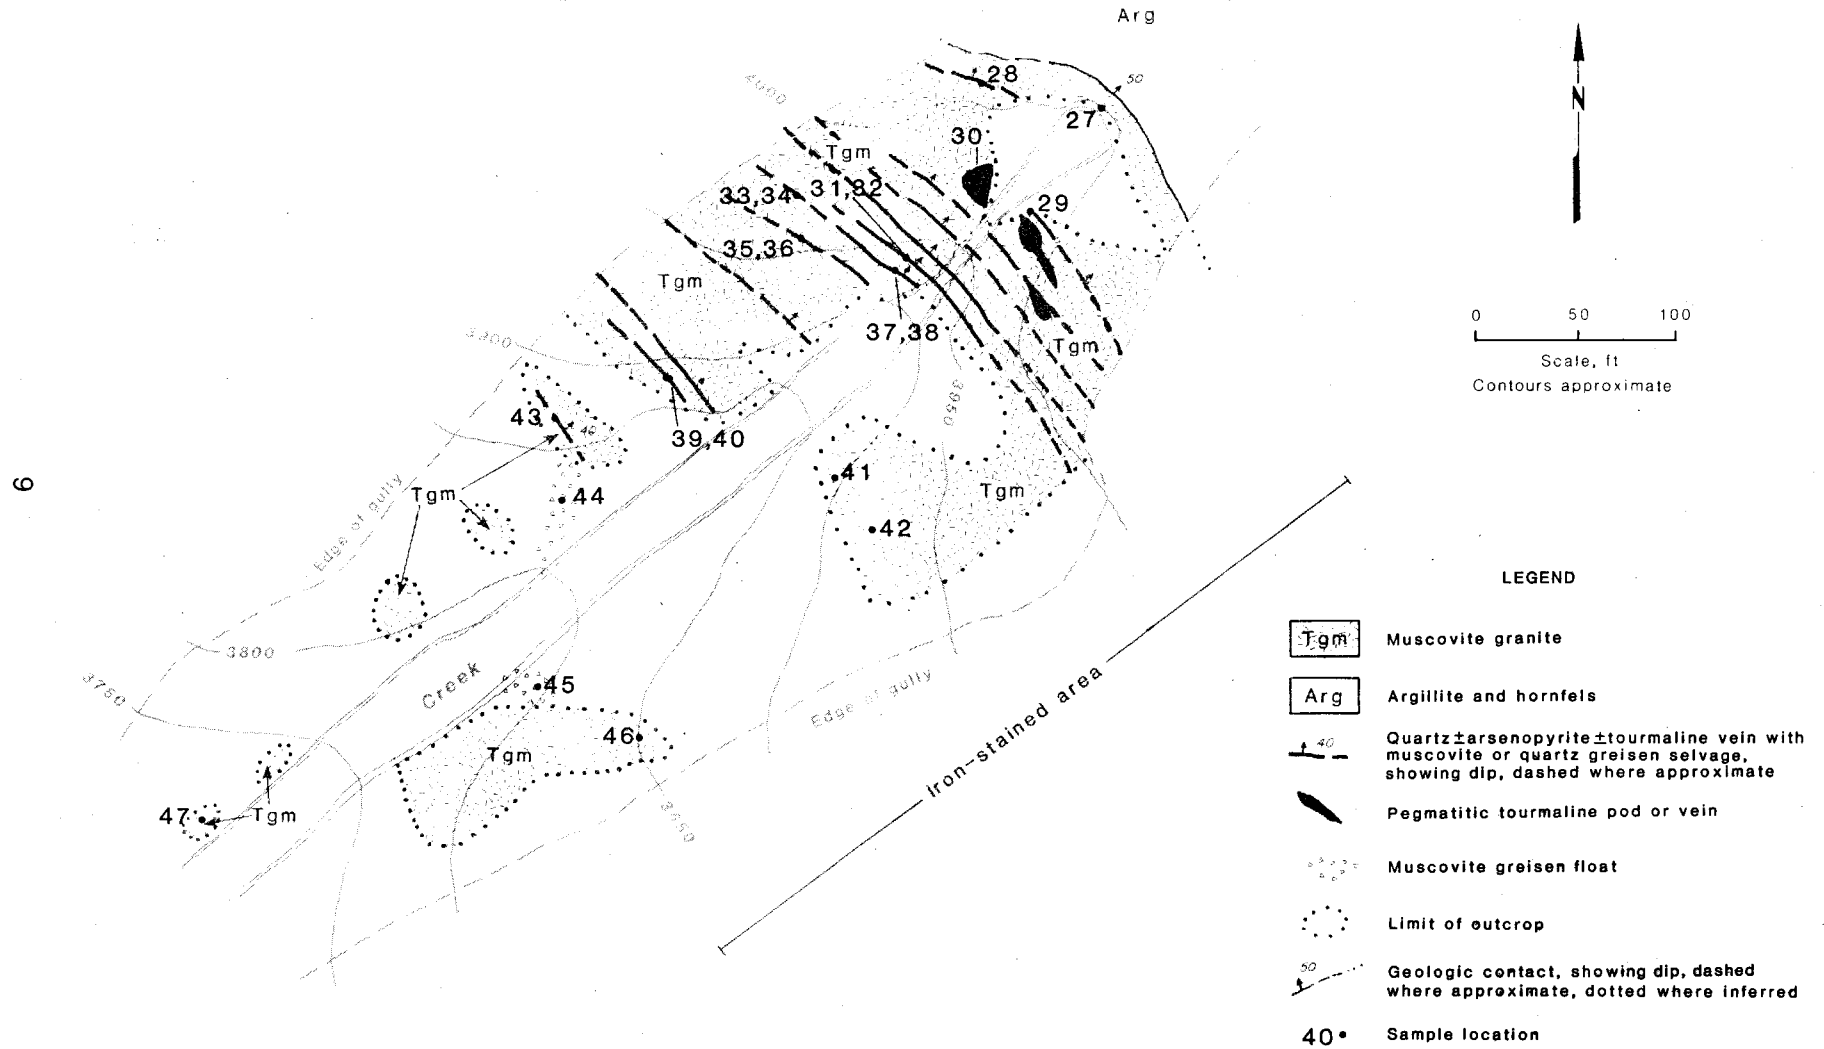 Arg
N
4000
28
50
27
30
Tgm
33,34
31,32
29
35,36
Tgm
0 50 100
Scale, ft
Contours approximate
37,38
Tgm
3950
43
40
39,40
41
Tgm
44
Tgm
42
6
Edge of gully
LEGEND
Tgm Muscovite granite
Arg Argillite and hornfels
40 Quartz±arsenopyrite±tourmaline vein with
muscovite or quartz greisen selvage,
showing dip, dashed where approximate
Pegmatitic tourmaline pod or vein
Muscovite greisen float
Limit of outcrop
50 Geologic contact, showing dip, dashed
where approximate, dotted where inferred
40 Sample location
3800
3750
Creek
45
Edge of gully
Iron-stained area
46
Tgm
47
Tgm